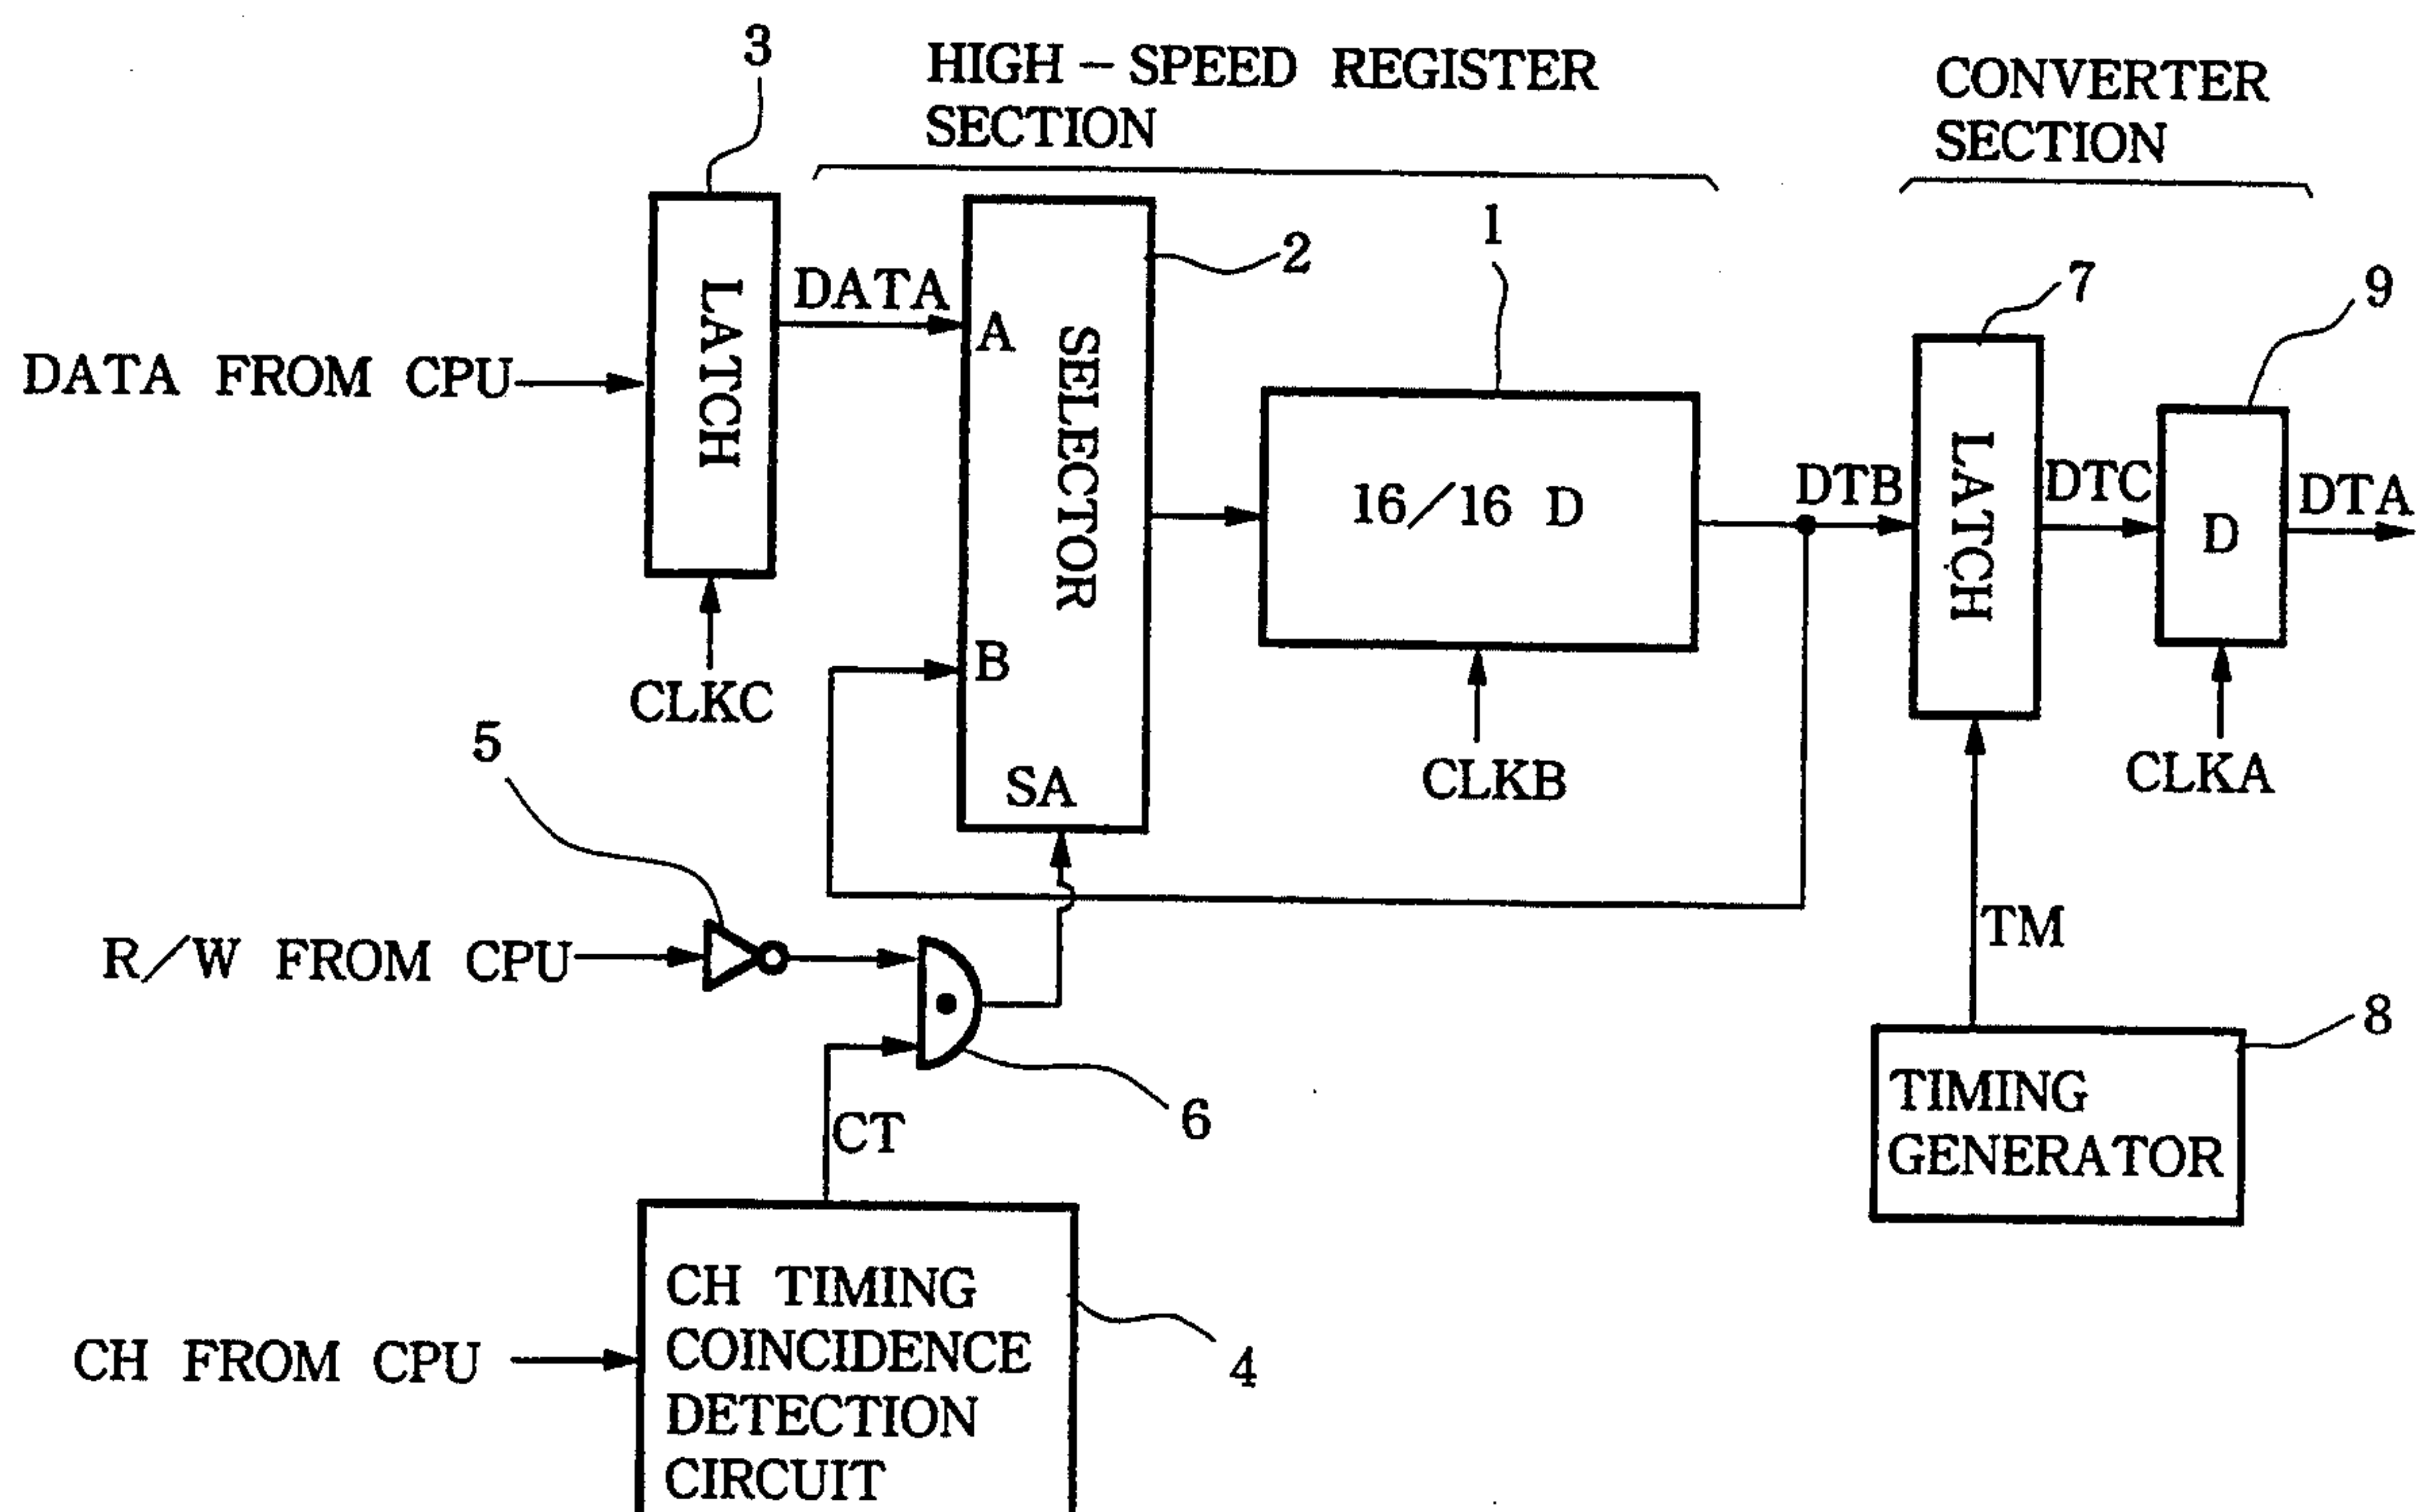 3
HIGH – SPEED REGISTER
SECTION
CONVERTER
SECTION
1
2
7
9
DATA
A
LATCH
SELECTOR
DATA FROM CPU
16/16 D
DTB
LATCH
DTC
D
DTA
B
CLKC
5
SA
CLKB
CLKA
R/W FROM CPU
TM
8
6
CT
TIMING
GENERATOR
CH TIMING
COINCIDENCE
DETECTION
CIRCUIT
CH FROM CPU
4